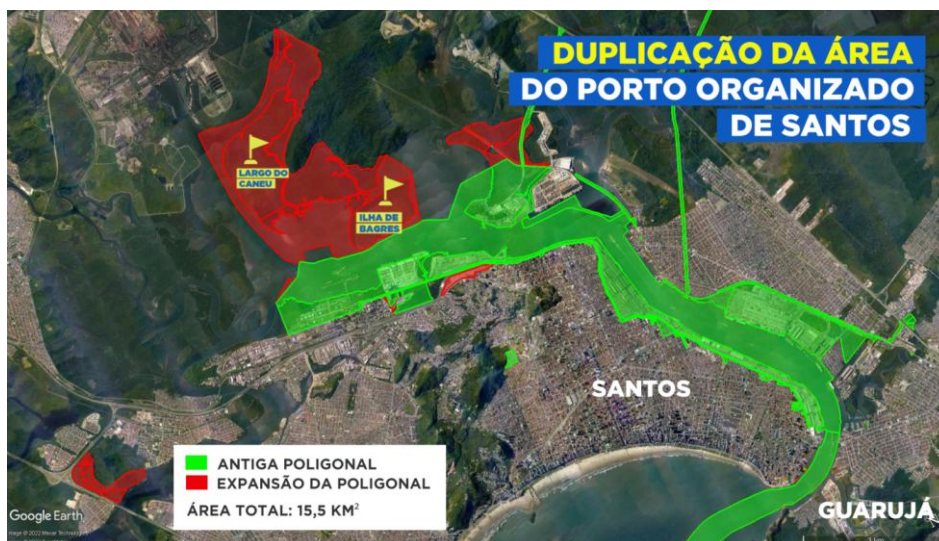 DUPLICAÇÃO DA ÁREA
DO PORTO ORGANIZADO
DE SANTOS
LARGO DO
CANEU
ILHA DE
BAGRES
SANTOS
ANTIGA POLIGONAL
EXPANSÃO DA POLIGONAL
ÁREA TOTAL: 15,5 KM²
Google Earth
GUARUJÁ